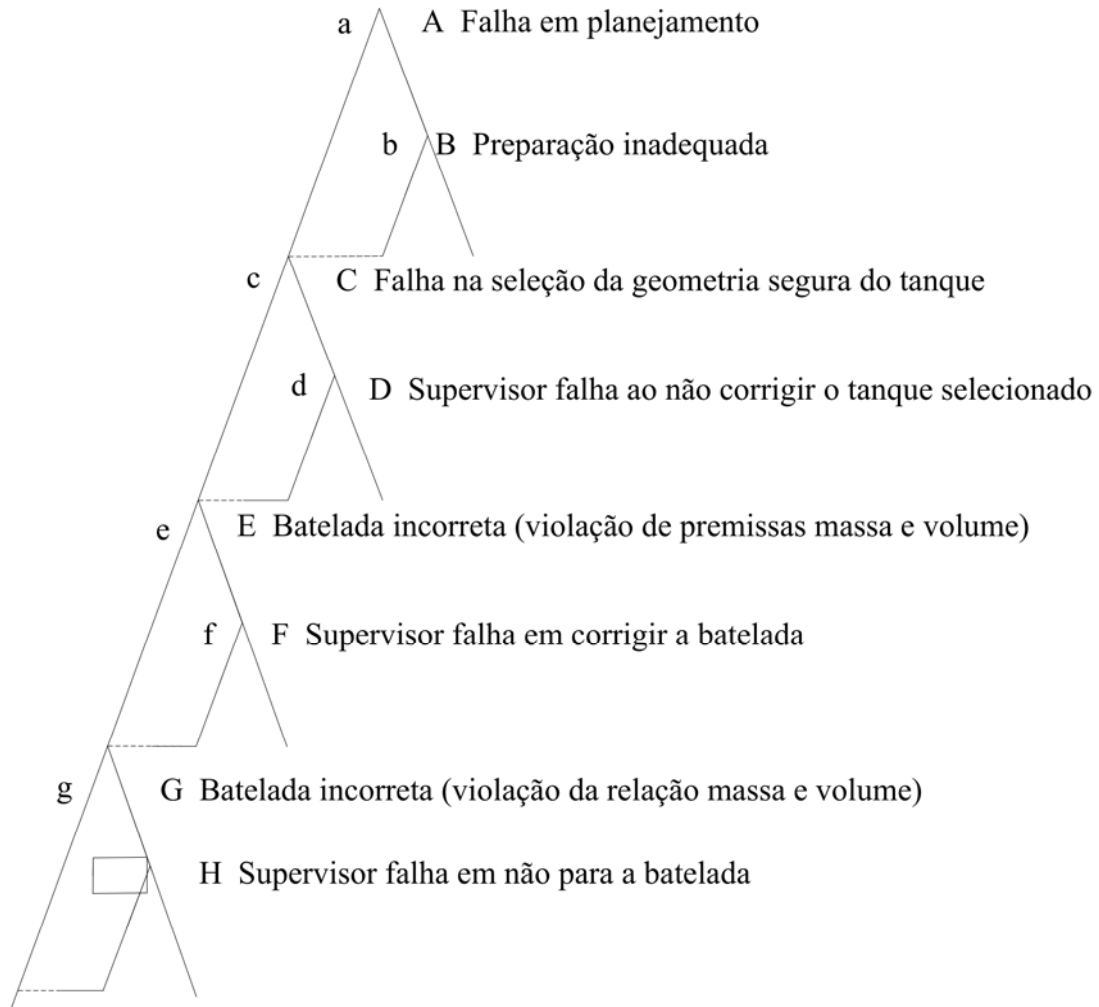 a A Falha em planejamento
b B Preparação inadequada
c C Falha na seleção da geometria segura do tanque
d D Supervisor falha ao não corrigir o tanque selecionado
e E Batelada incorreta (violação de premissas massa e volume)
f F Supervisor falha em corrigir a batelada
g G Batelada incorreta (violação da relação massa e volume)
H Supervisor falha em não para a batelada